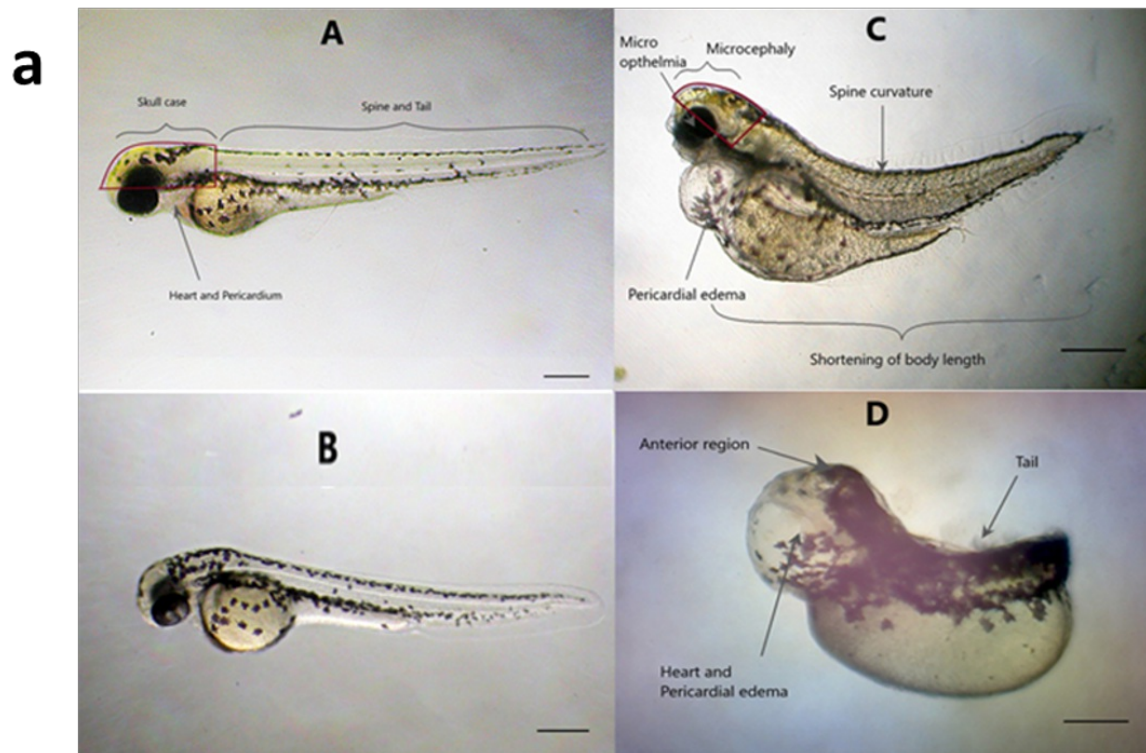 a
A
Skull case
Spine and Tail
Heart and Pericardium
B
C
Micro
opthelmia
Microcephaly
Spine curvature
Pericardial edema
Shortening of body length
D
Anterior region
Tail
Heart and
Pericardial edema